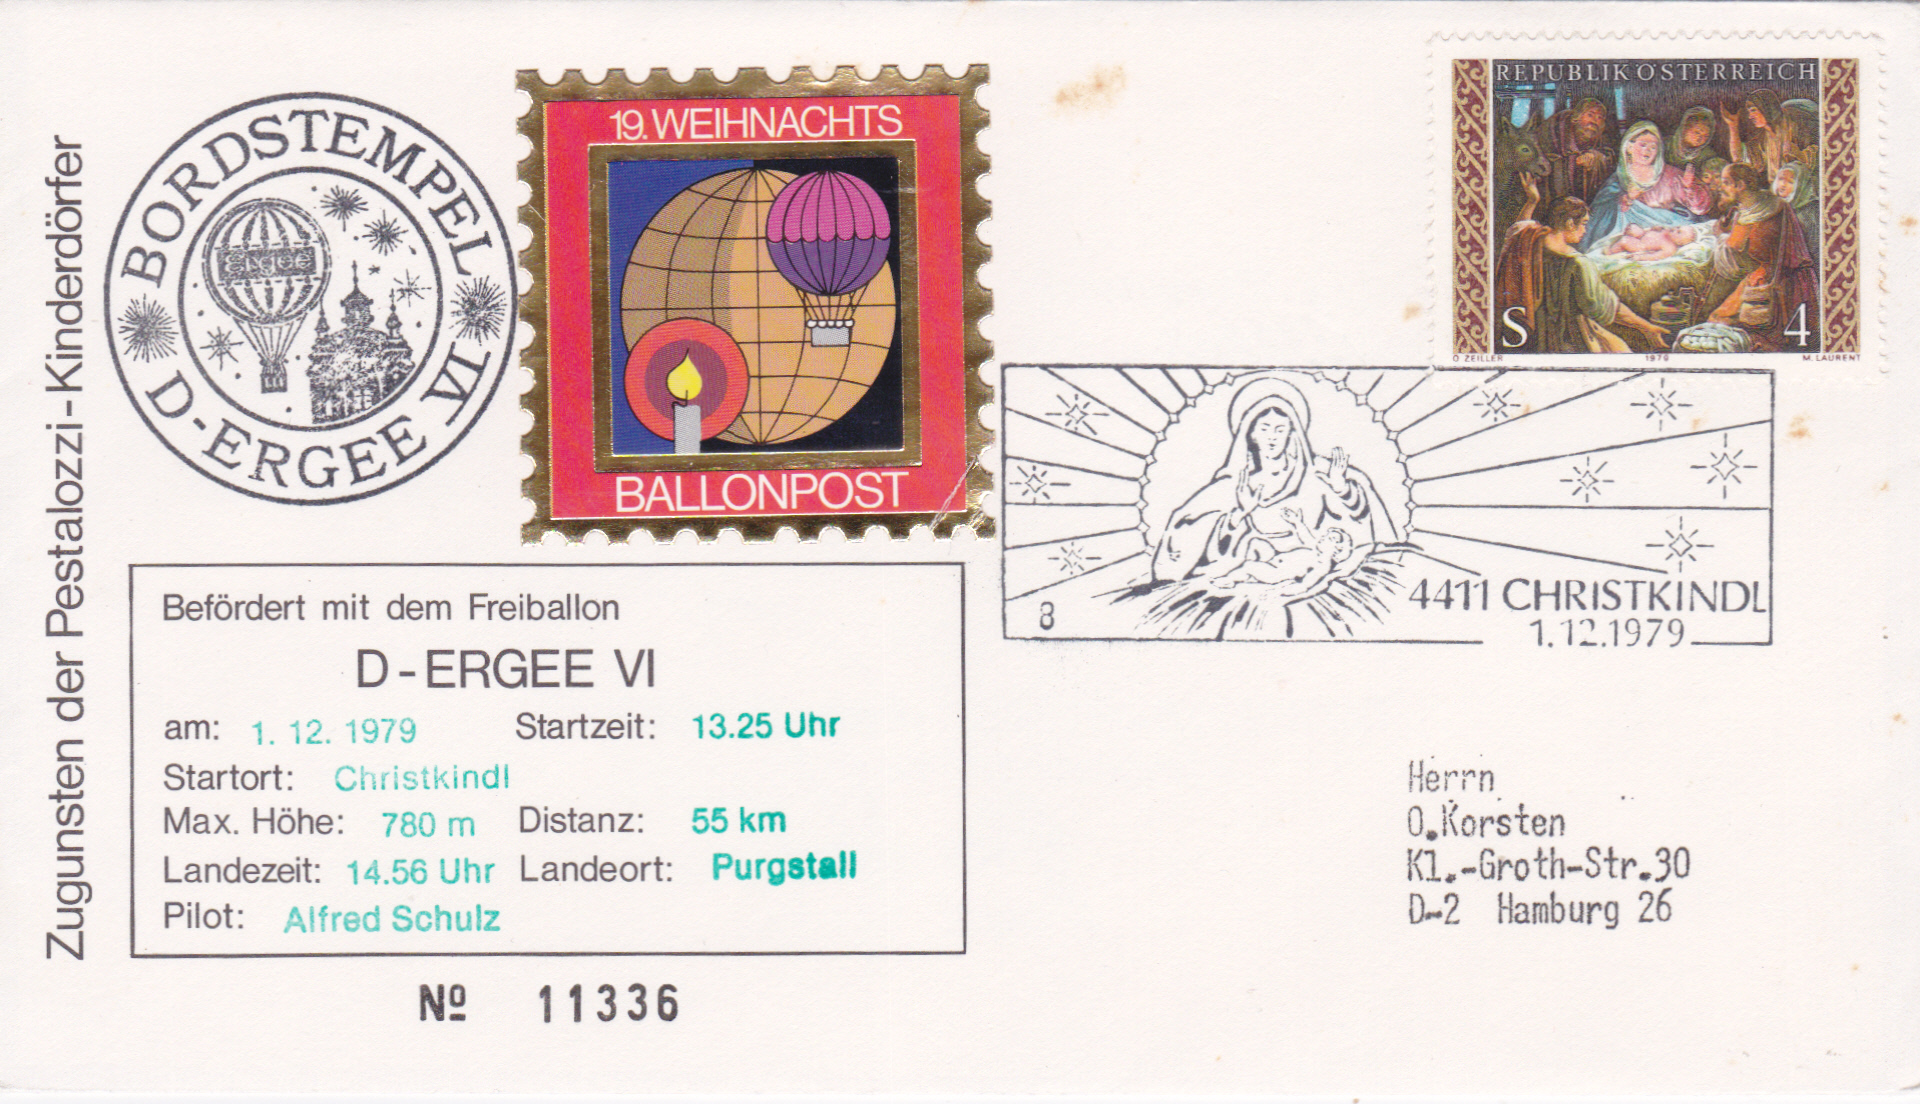 Zugunsten der Pestalozzi-Kinderdörfer
BORDSTEMPEL
Ergee
D-ERGEE VI
19. WEIHNACHTS
BALLONPOST
REPUBLIK ÖSTERREICH
S 4
O. ZEILLER 1979 M. LAURENT
8
4411 CHRISTKINDL
1.12.1979
Befördert mit dem Freiballon
D-ERGEE VI
am: 1. 12. 1979 Startzeit: 13.25 Uhr
Startort: Christkindl
Max. Höhe: 780 m Distanz: 55 km
Landezeit: 14.56 Uhr Landeort: Purgstall
Pilot: Alfred Schulz
Nº 11336
Herrn
O.Korsten
Kl.-Groth-Str.30
D-2 Hamburg 26